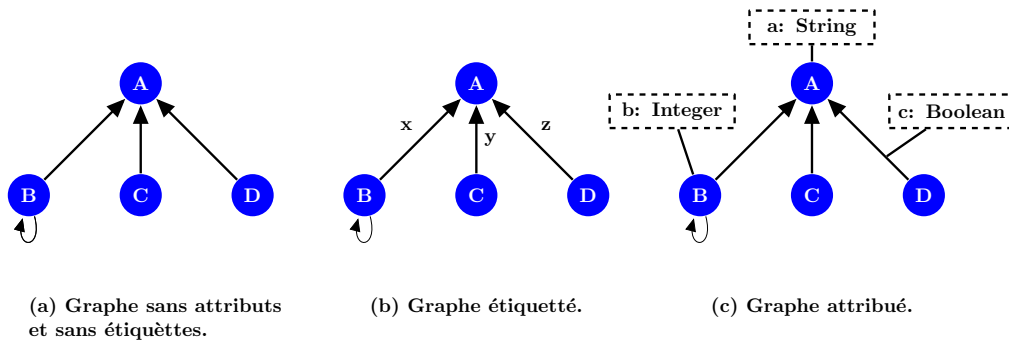 A
B
C
D
(a) Graphe sans attributs
et sans étiquèttes.
A
x
y
z
B
C
D
(b) Graphe étiquetté.
a: String
A
b: Integer
c: Boolean
B
C
D
(c) Graphe attribué.